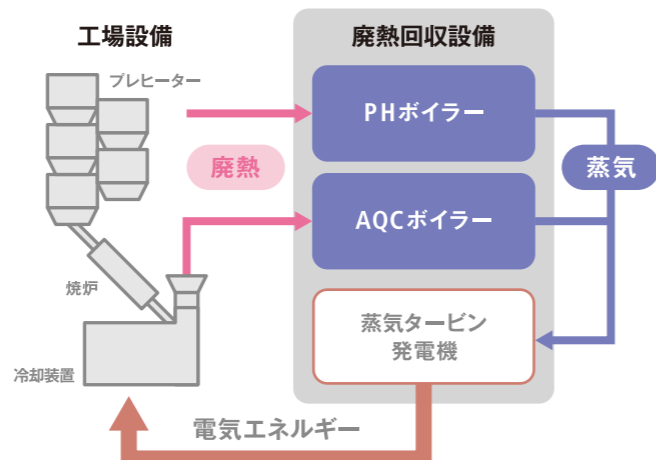 工場設備
廃熱回収設備
プレヒーター
PHボイラー
廃熱
蒸気
AQCボイラー
焼炉
蒸気タービン
発電機
冷却装置
電気エネルギー